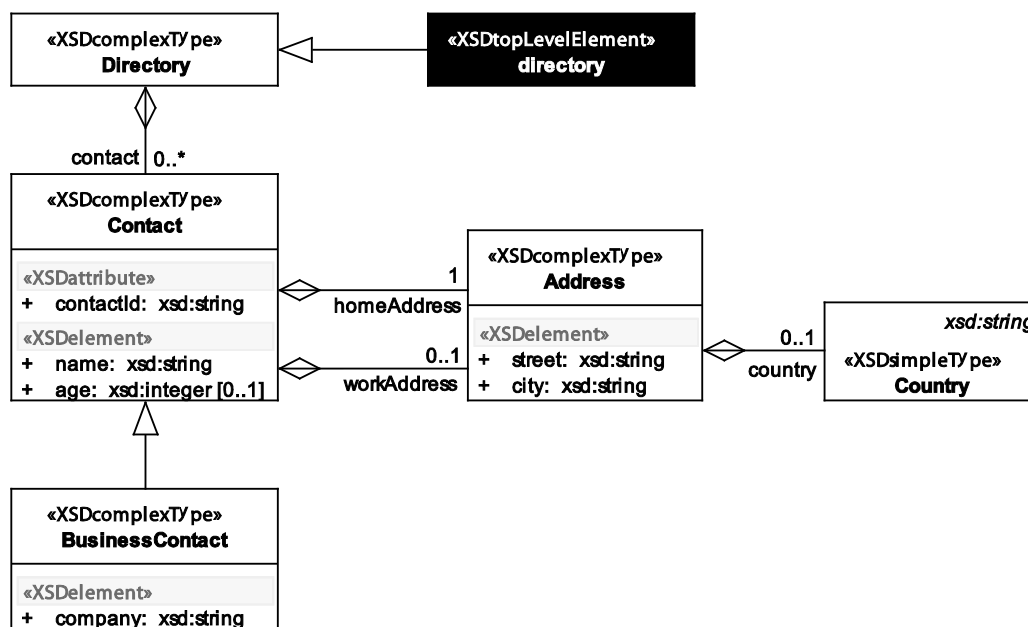 «XSDcomplexType»
Directory
«XSDtopLevelElement»
directory
contact 0..*
«XSDcomplexType»
Contact
«XSDattribute»
+ contactId: xsd:string
«XSDelement»
+ name: xsd:string
+ age: xsd:integer [0..1]
1
homeAddress
0..1
workAddress
«XSDcomplexType»
Address
«XSDelement»
+ street: xsd:string
+ city: xsd:string
0..1
country
xsd:string
«XSDsimpleType»
Country
«XSDcomplexType»
BusinessContact
«XSDelement»
+ company: xsd:string